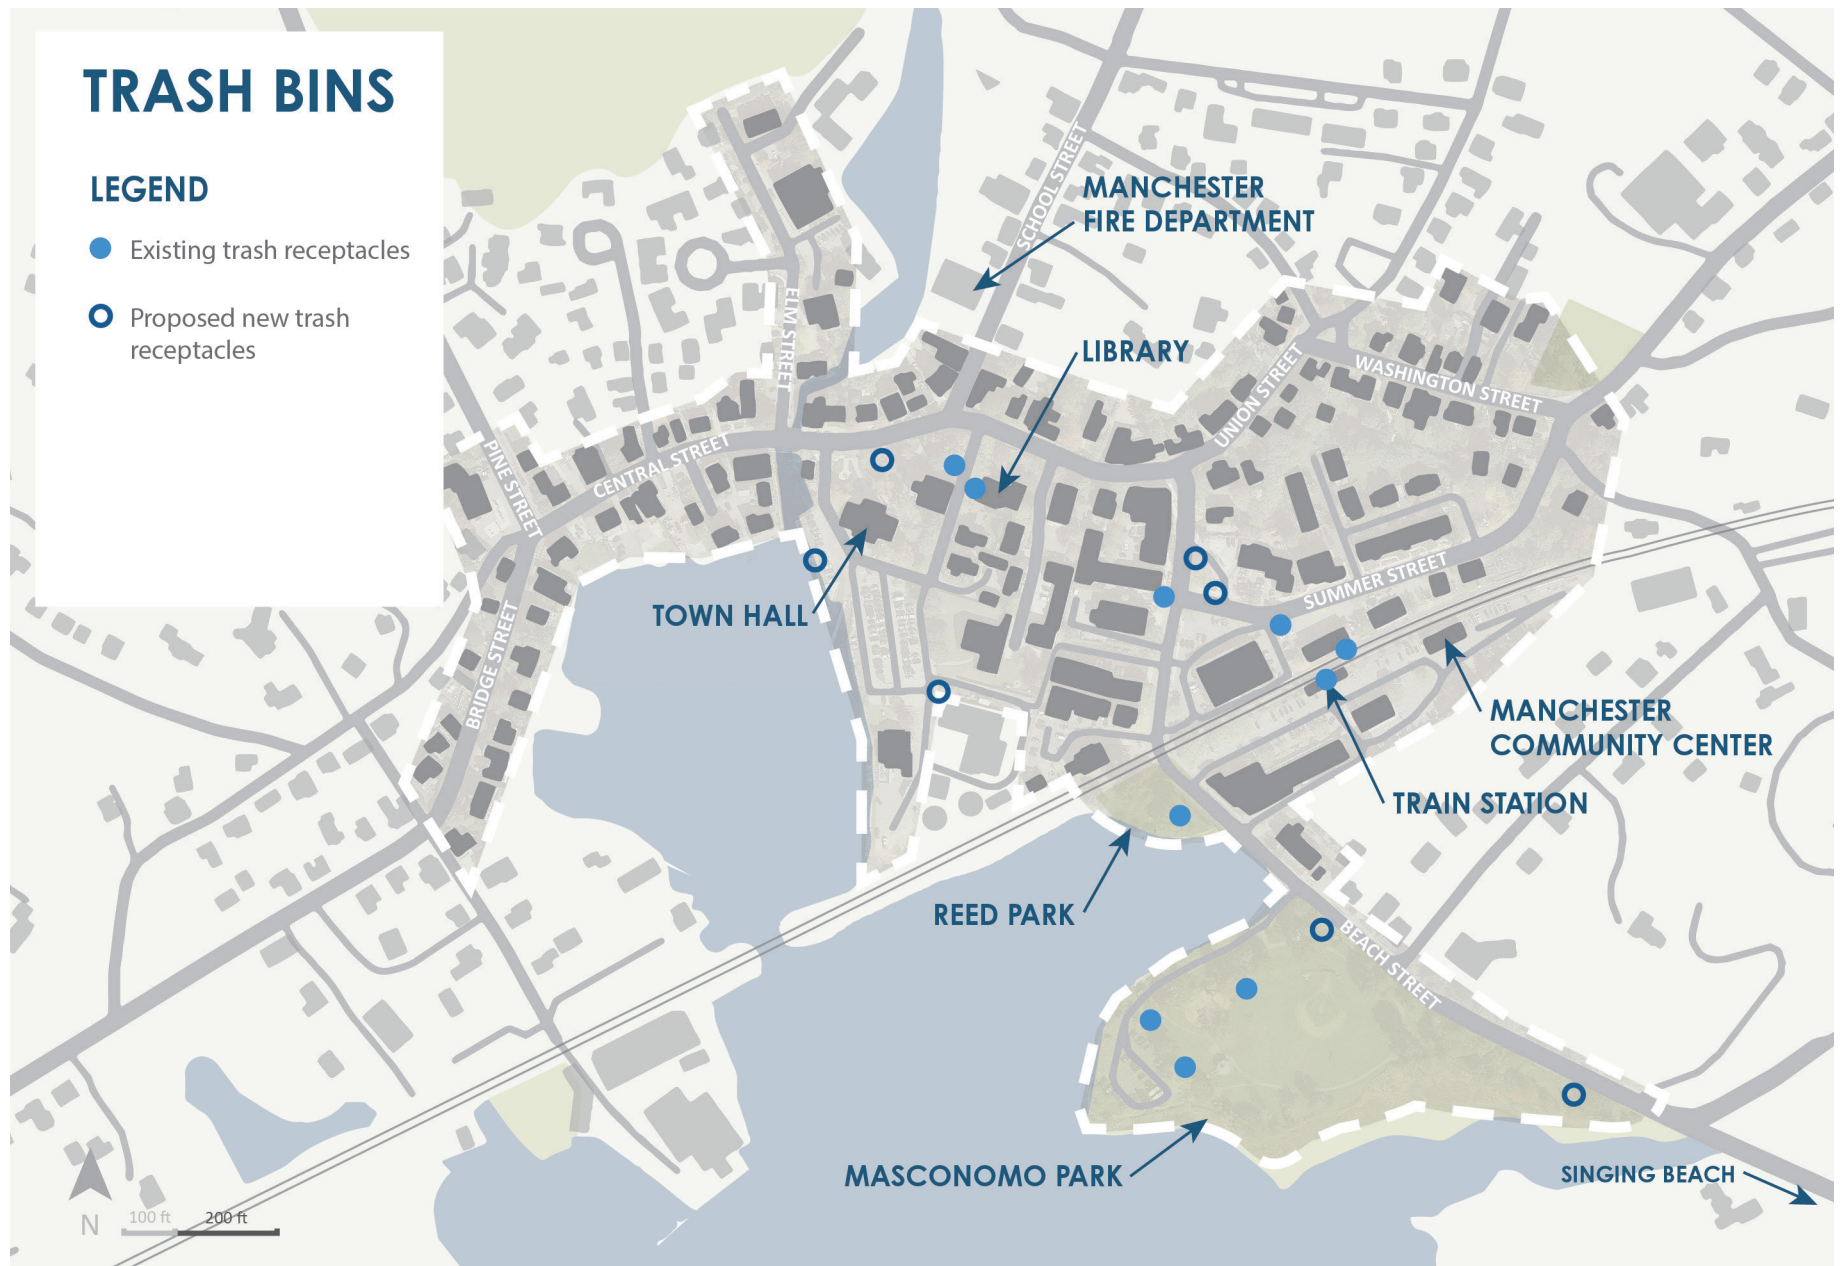 TRASH BINS
LEGEND
Existing trash receptacles
Proposed new trash
receptacles
SCHOOL STREET
MANCHESTER
FIRE DEPARTMENT
ELM STREET
LIBRARY
UNION STREET
WASHINGTON STREET
PINE STREET
CENTRAL STREET
SUMMER STREET
TOWN HALL
BRIDGE STREET
MANCHESTER
COMMUNITY CENTER
TRAIN STATION
REED PARK
BEACH STREET
MASCONOMO PARK
SINGING BEACH
N
100 ft
200 ft